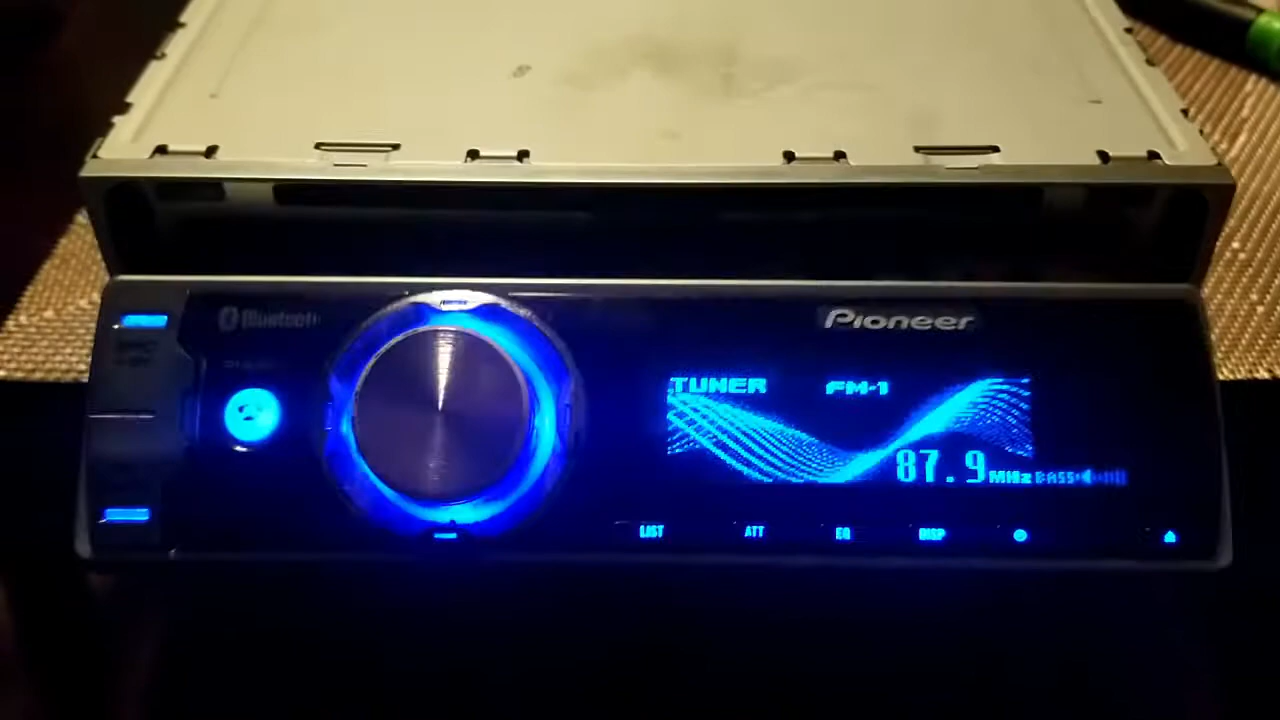 Bluetooth
Pioneer
TUNER FM-1
87.9 MHz BASS
LIST ATT EQ DISP